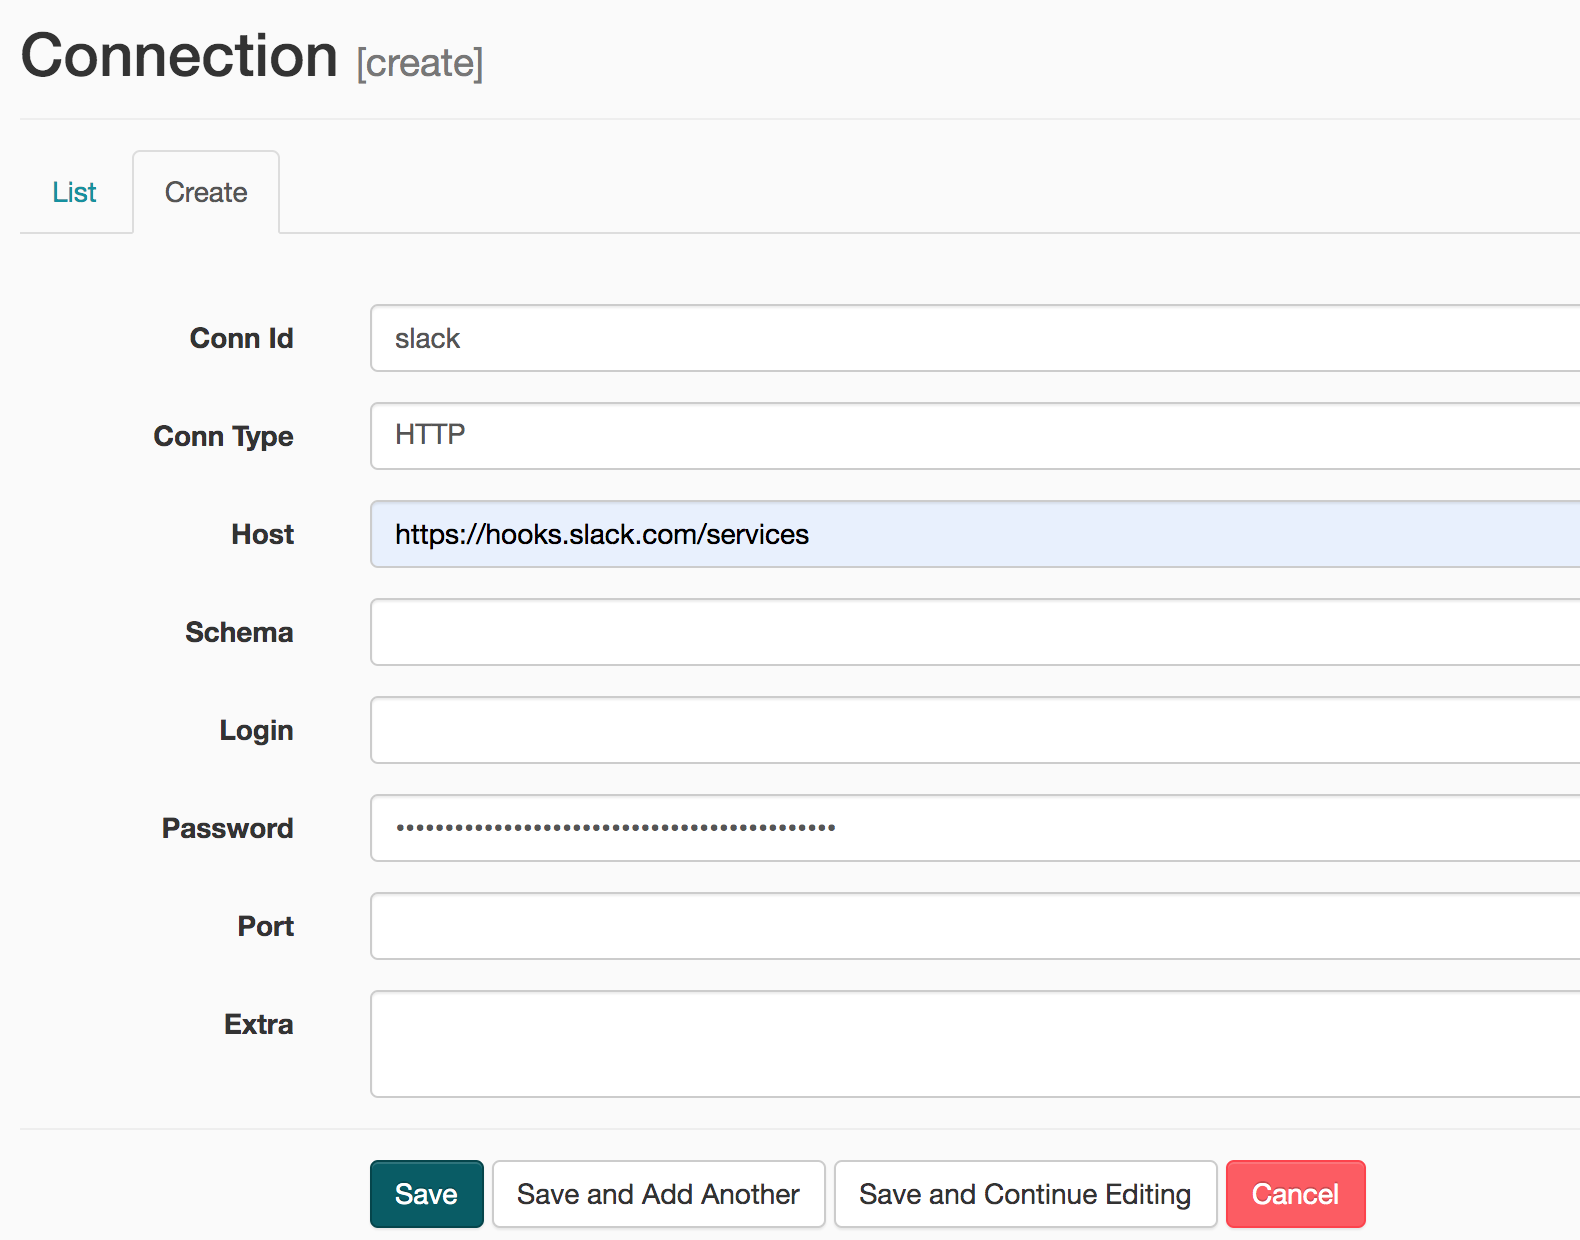 Connection [create]
List Create
Conn Id slack
Conn Type HTTP
Host https://hooks.slack.com/services
Schema
Login
Password •••••••••••••••••••••••••••••••••••••••••••••
Port
Extra
Save Save and Add Another Save and Continue Editing Cancel